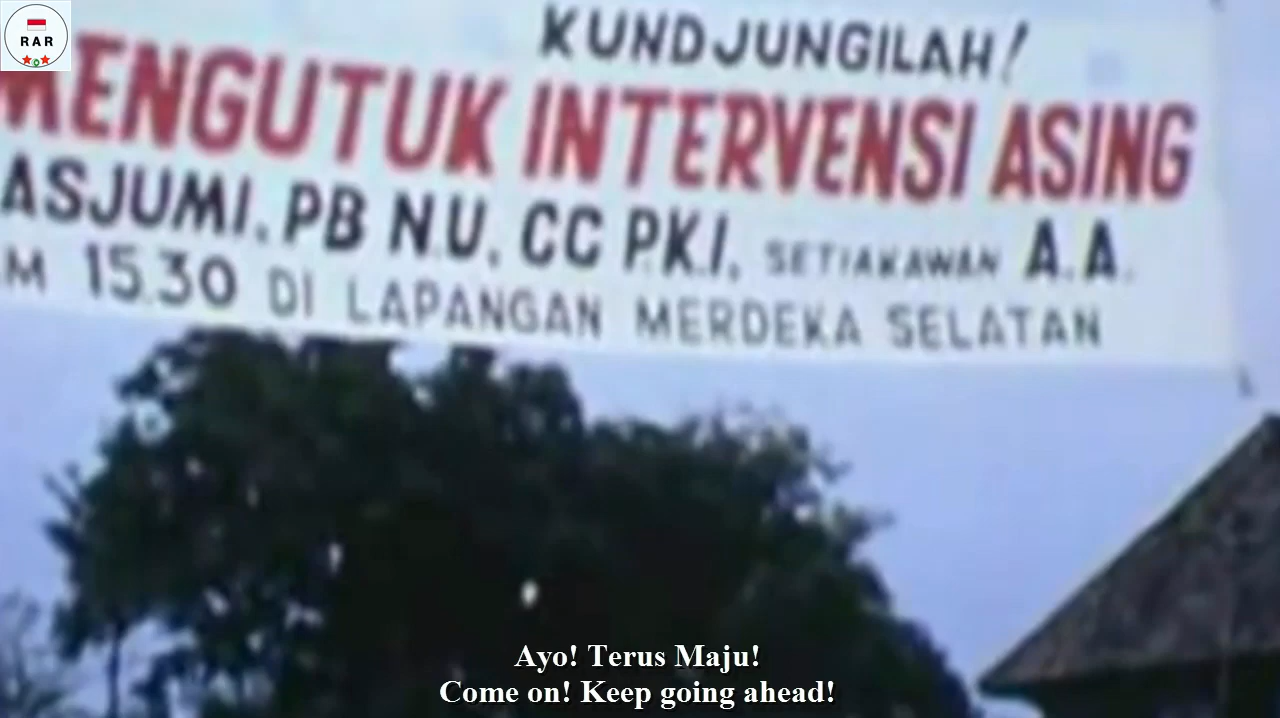 RAR
KUNDJUNGILAH!
MENGUTUK INTERVENSI ASING
ASJUMI, PB N.U, CC P.K.I, SETIAKAWAN A.A.
M 15.30 DI LAPANGAN MERDEKA SELATAN
Ayo! Terus Maju!
Come on! Keep going ahead!